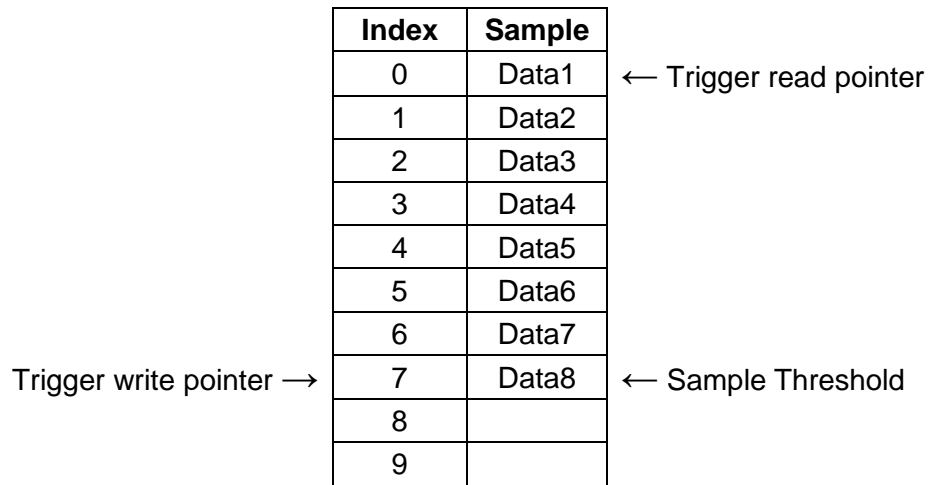 Index Sample
0 Data1 ← Trigger read pointer
1 Data2
2 Data3
3 Data4
4 Data5
5 Data6
6 Data7
Trigger write pointer → 7 Data8 ← Sample Threshold
8
9